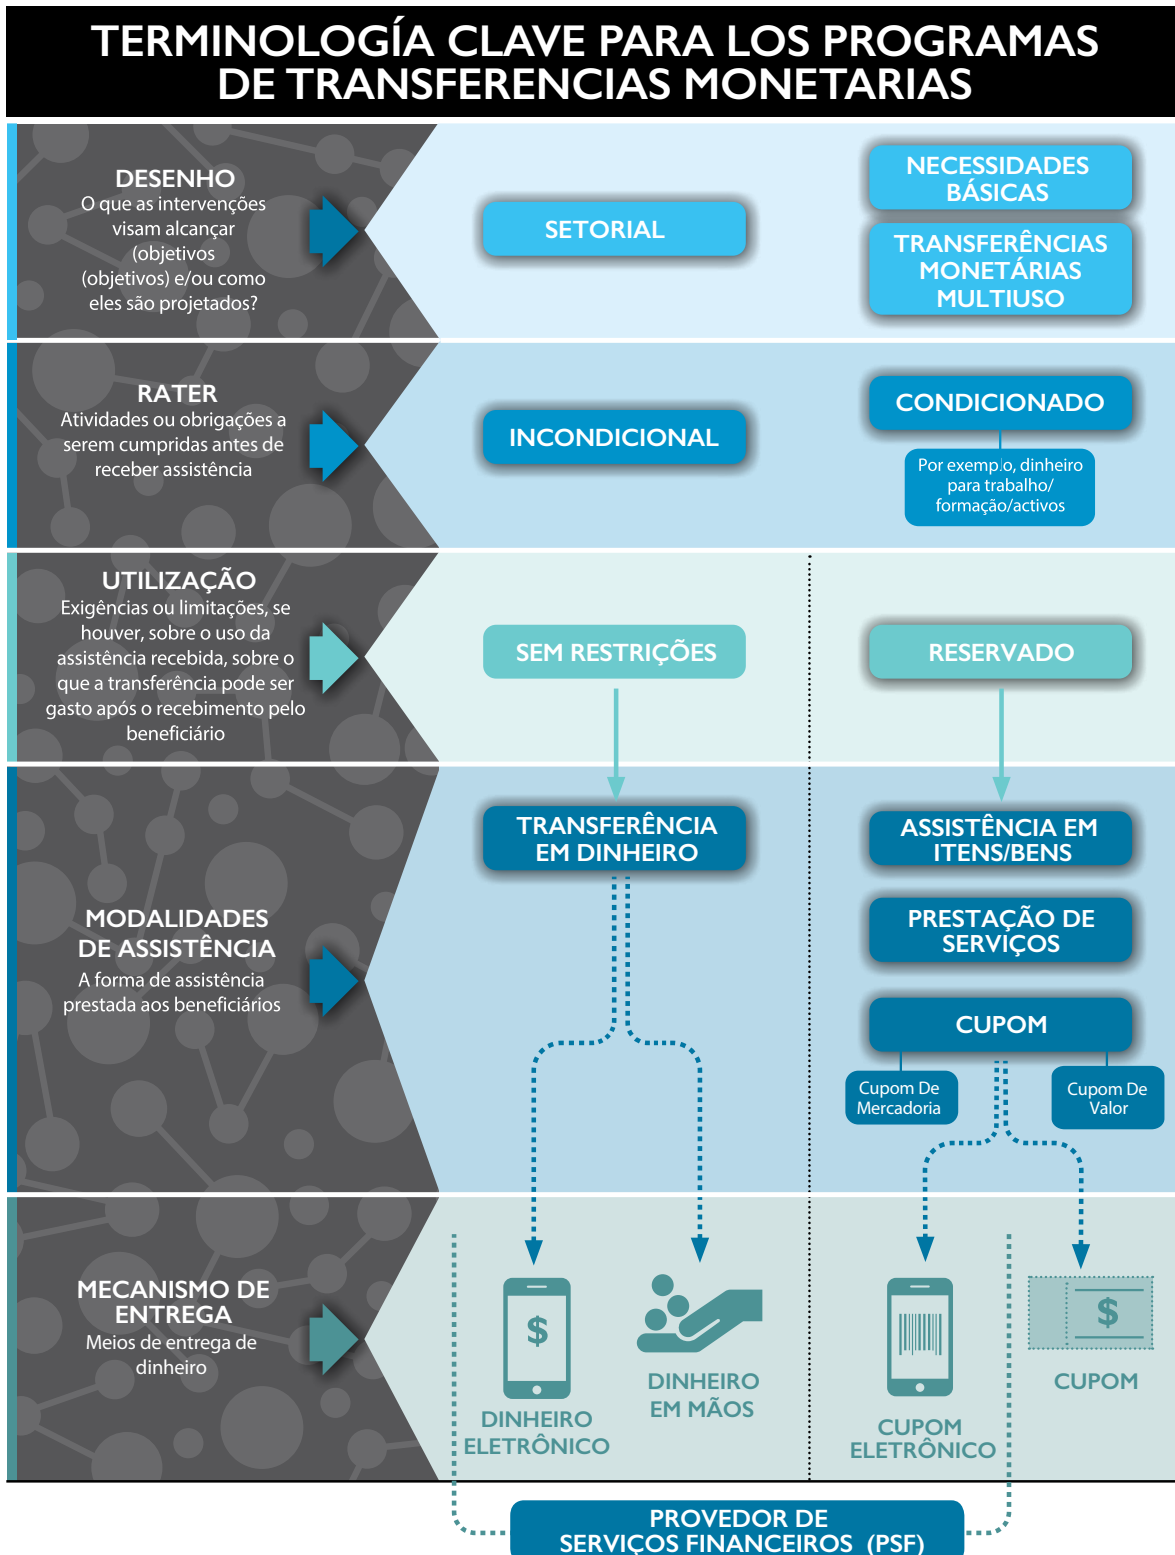 TERMINOLOGÍA CLAVE PARA LOS PROGRAMAS
DE TRANSFERENCIAS MONETARIAS
DESENHO
O que as intervenções
visam alcançar
(objetivos
(objetivos) e/ou como
eles são projetados?
SETORIAL
NECESSIDADES
BÁSICAS
TRANSFERÊNCIAS
MONETÁRIAS
MULTIUSO
RATER
Atividades ou obrigações a
serem cumpridas antes de
receber assistência
INCONDICIONAL
CONDICIONADO
Por exemplo, dinheiro
para trabalho/
formação/activos
UTILIZAÇÃO
Exigências ou limitações, se
houver, sobre o uso da
assistência recebida, sobre o
que a transferência pode ser
gasto após o recebimento pelo
beneficiário
SEM RESTRIÇÕES
RESERVADO
MODALIDADES
DE ASSISTÊNCIA
A forma de assistência
prestada aos beneficiários
TRANSFERÊNCIA
EM DINHEIRO
ASSISTÊNCIA EM
ITENS/BENS
PRESTAÇÃO DE
SERVIÇOS
CUPOM
Cupom De
Mercadoria
Cupom De
Valor
MECANISMO DE
ENTREGA
Meios de entrega de
dinheiro
$
DINHEIRO
ELETRÔNICO
DINHEIRO
EM MÃOS
CUPOM
ELETRÔNICO
$
CUPOM
PROVEDOR DE
SERVIÇOS FINANCEIROS (PSF)